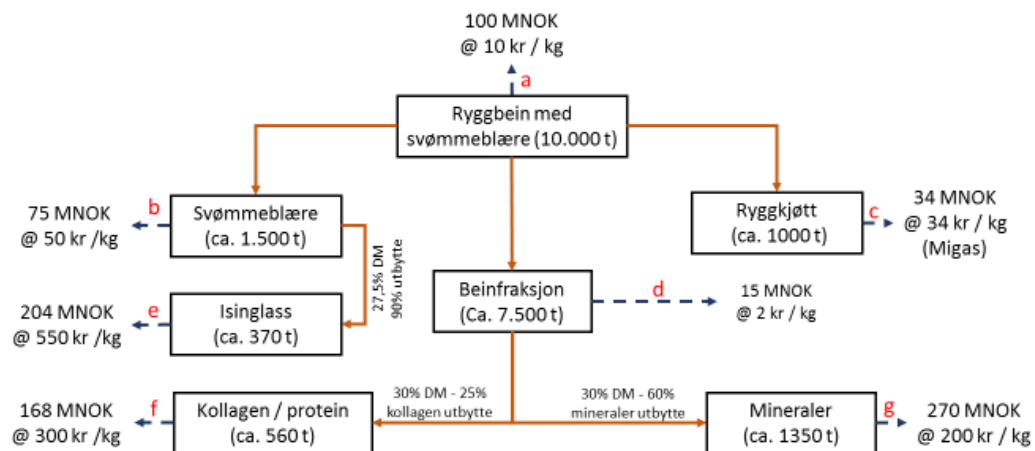 100 MNOK
@ 10 kr / kg
a
Ryggbein med
svømmeblære (10.000 t)
75 MNOK
@ 50 kr /kg
b
Svømmeblære
(ca. 1.500 t)
Ryggkjøtt
(ca. 1000 t)
c
34 MNOK
@ 34 kr / kg
(Migas)
27,5% DM
90% utbytte
Beinfraksjon
(Ca. 7.500 t)
d
15 MNOK
@ 2 kr / kg
204 MNOK
@ 550 kr /kg
e
Isinglass
(ca. 370 t)
168 MNOK
@ 300 kr /kg
f
Kollagen / protein
(ca. 560 t)
30% DM - 25%
kollagen utbytte
30% DM - 60%
mineraler utbytte
Mineraler
(ca. 1350 t)
g
270 MNOK
@ 200 kr / kg